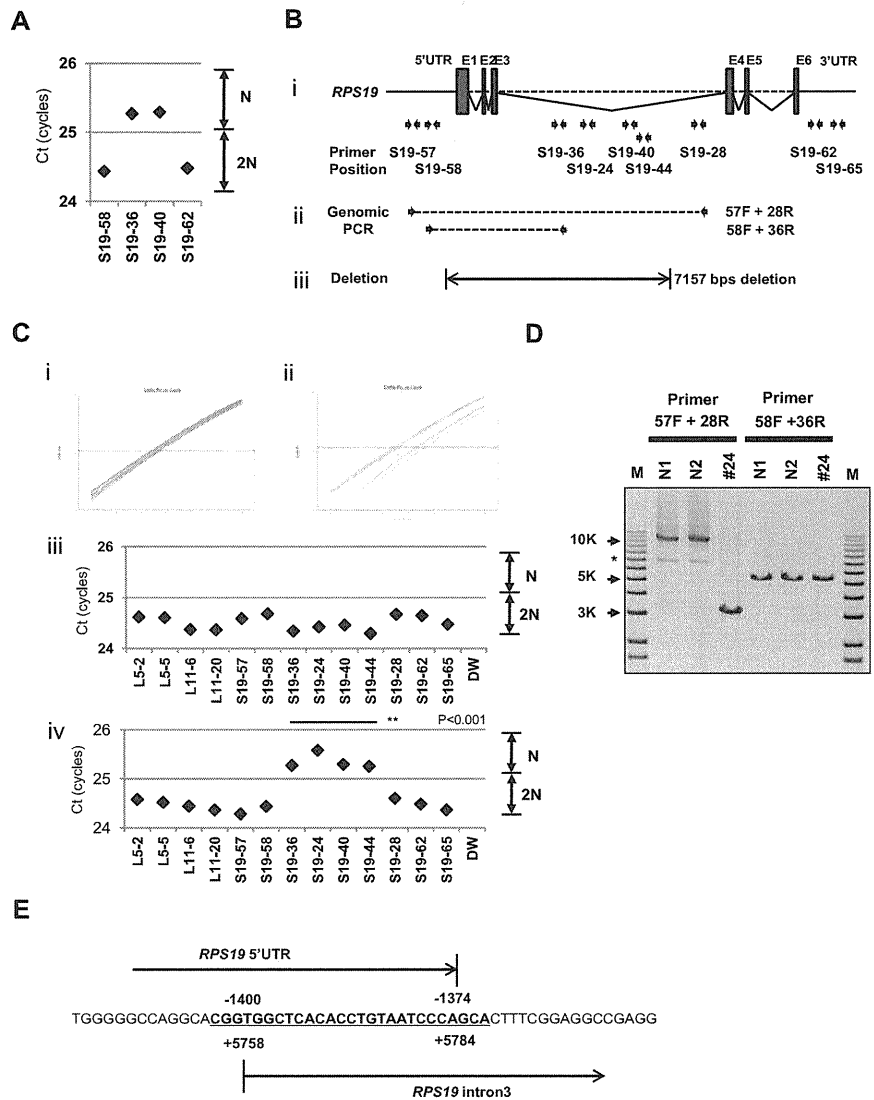 A
26
25
24
Ct (cycles)
N
2N
S19-58
S19-36
S19-40
S19-62
B
i
RPS19
5'UTR
E1
E2
E3
E4
E5
E6
3'UTR
Primer
Position
S19-57
S19-58
S19-36
S19-24
S19-40
S19-44
S19-28
S19-62
S19-65
ii
Genomic
PCR
57F + 28R
58F + 36R
iii
Deletion
7157 bps deletion
C
i
ii
iii
26
25
24
Ct (cycles)
N
2N
L5-2
L5-5
L11-6
L11-20
S19-57
S19-58
S19-36
S19-24
S19-40
S19-44
S19-28
S19-62
S19-65
DW
iv
**
P<0.001
26
25
24
Ct (cycles)
N
2N
L5-2
L5-5
L11-6
L11-20
S19-57
S19-58
S19-36
S19-24
S19-40
S19-44
S19-28
S19-62
S19-65
DW
D
Primer
57F + 28R
Primer
58F +36R
M
N1
N2
#24
N1
N2
#24
M
10K
*
5K
3K
E
RPS19 5'UTR
-1400
-1374
TGGGGGCCAGGCACGGTGGCTCACACCTGTAATCCCAGCACTTTCGGAGGCCGAGG
+5758
+5784
RPS19 intron3